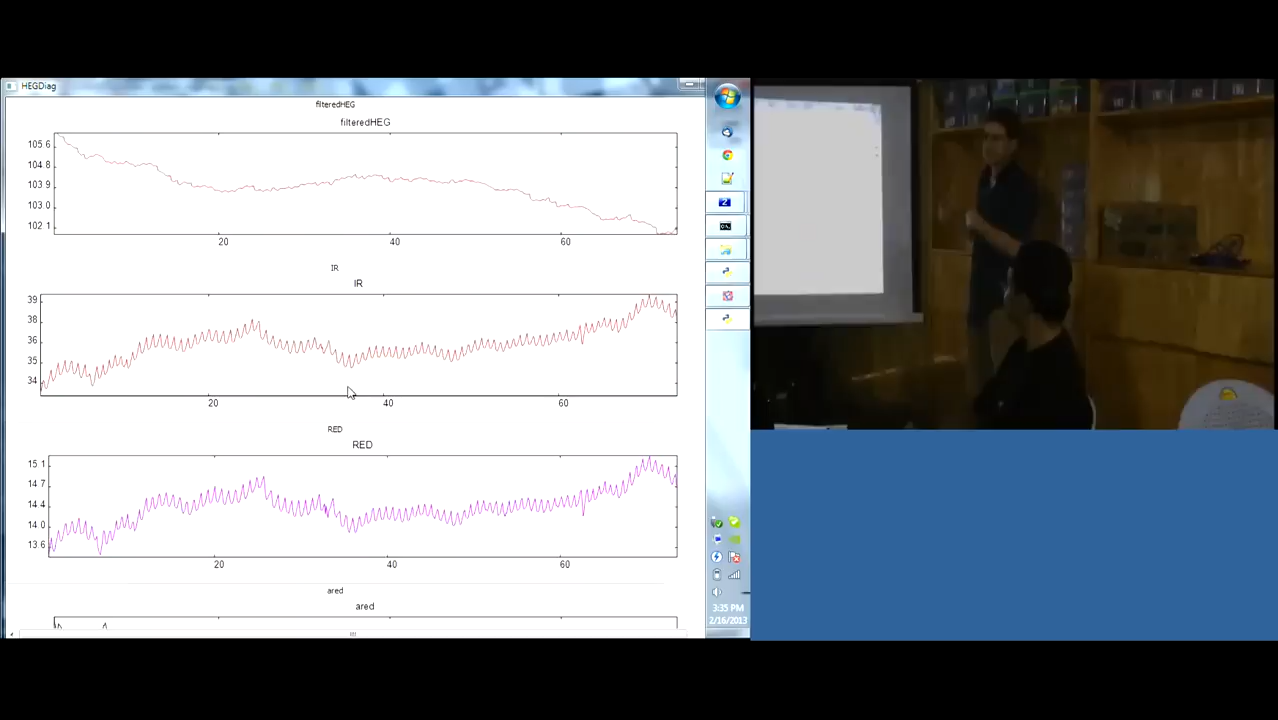 HEGDiag
filteredHEG
filteredHEG
105.6
104.8
103.9
103.0
102.1
20 40 60
IR
IR
39
38
36
35
34
20 40 60
RED
RED
15.1
14.7
14.4
14.0
13.6
20 40 60
ared
ared
3:35 PM
2/16/2013